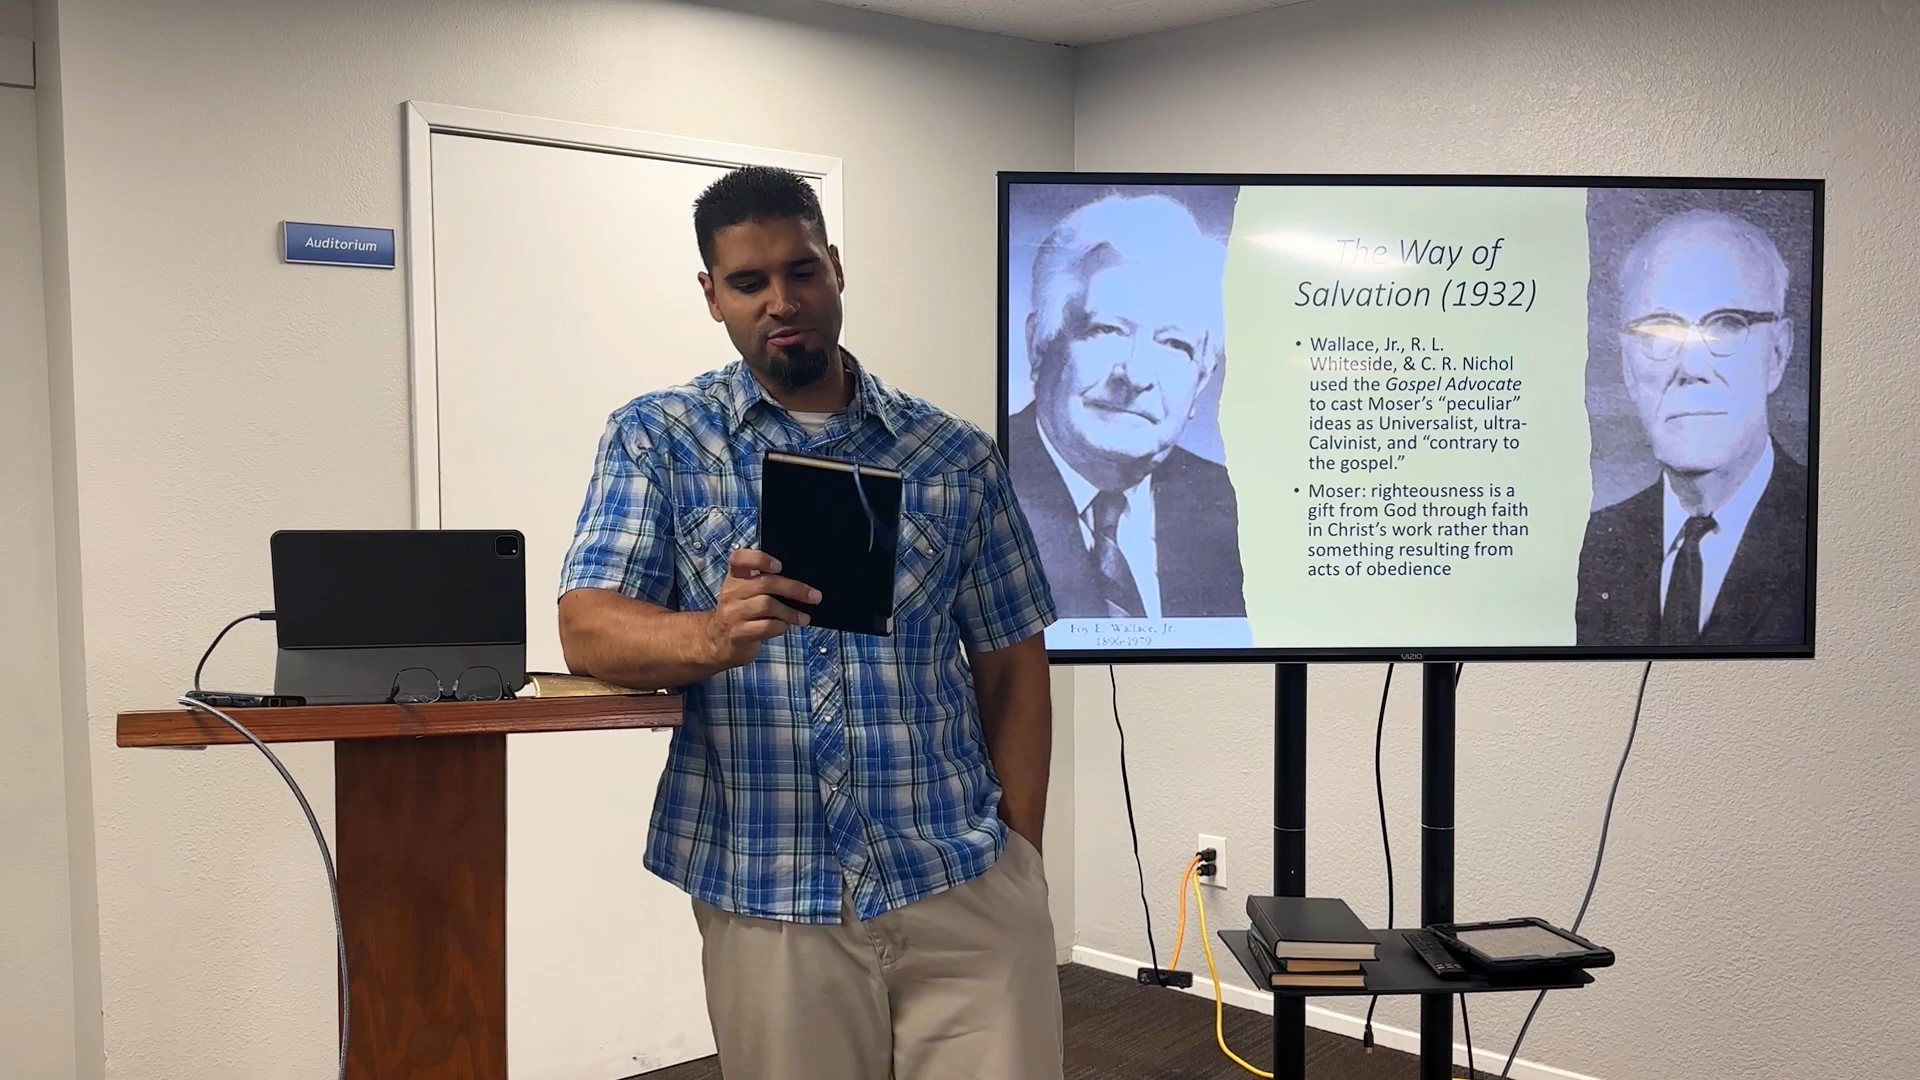 Auditorium
The Way of
Salvation (1932)
• Wallace, Jr., R. L.
Whiteside, & C. R. Nichol
used the Gospel Advocate
to cast Moser's “peculiar”
ideas as Universalist, ultra-
Calvinist, and “contrary to
the gospel.”
• Moser: righteousness is a
gift from God through faith
in Christ's work rather than
something resulting from
acts of obedience
Foy E. Wallace, Jr.
1896-1979
VIZIO